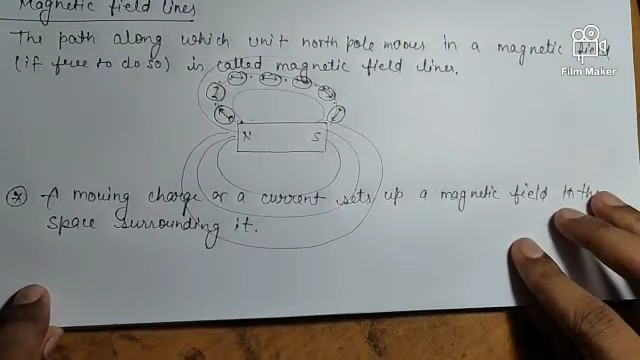 Magnetic field lines
The path along which unit north pole moves in a magnetic field
(if free to do so) is called magnetic field lines.
N S
A moving charge or a current sets up a magnetic field in the
space surrounding it.
Film Maker